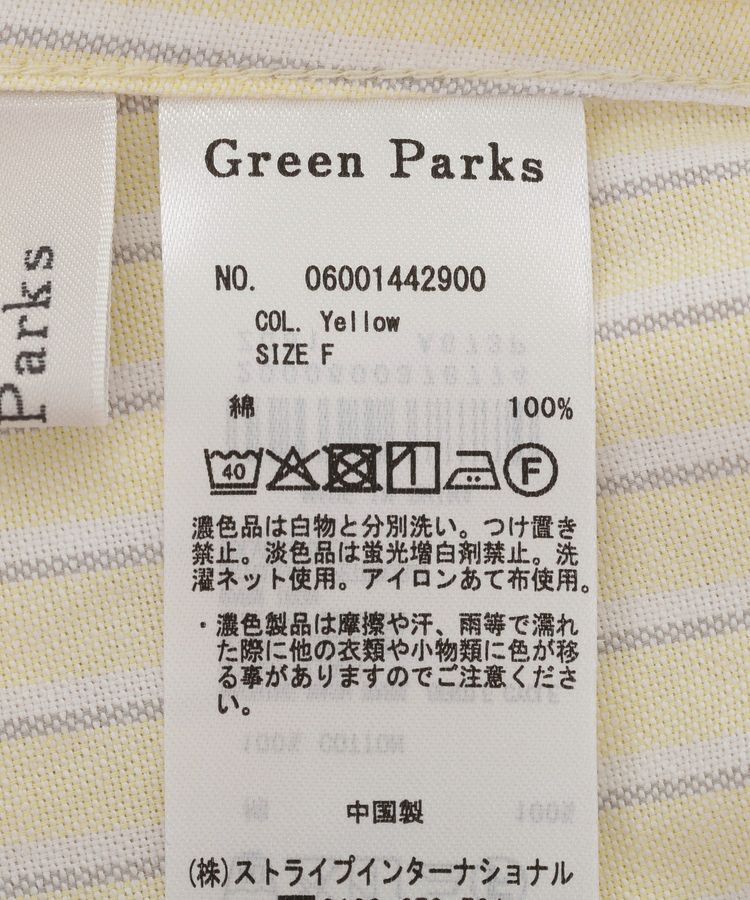 Green Parks
Parks
NO. 06001442900
COL. Yellow
SIZE F
綿 100%
40 F
濃色品は白物と分別洗い。つけ置き
禁止。淡色品は蛍光増白剤禁止。洗
濯ネット使用。アイロンあて布使用。
・濃色製品は摩擦や汗、雨等で濡れ
た際に他の衣類や小物類に色が移
る事がありますのでご注意くださ
い。
中国製
(株)ストライプインターナショナル